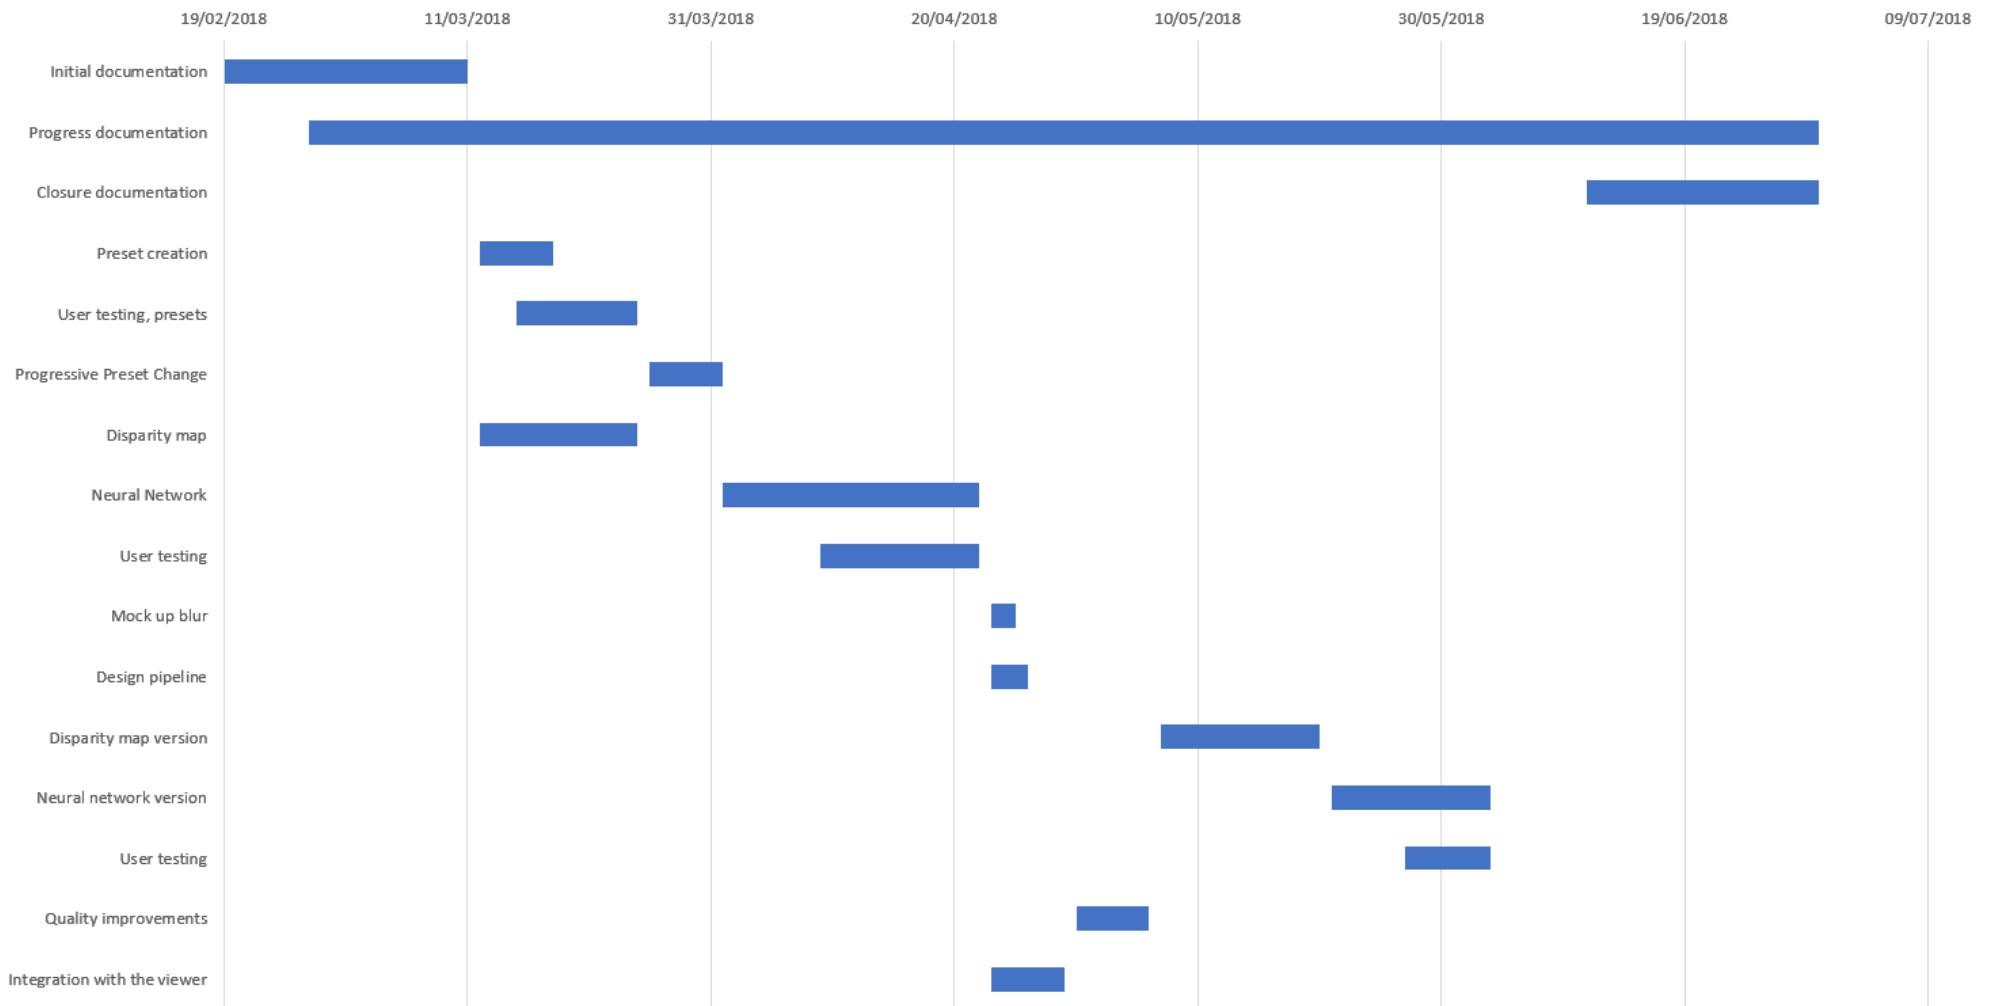 19/02/2018 11/03/2018 31/03/2018 20/04/2018 10/05/2018 30/05/2018 19/06/2018 09/07/2018
Initial documentation
Progress documentation
Closure documentation
Preset creation
User testing, presets
Progressive Preset Change
Disparity map
Neural Network
User testing
Mock up blur
Design pipeline
Disparity map version
Neural network version
User testing
Quality improvements
Integration with the viewer